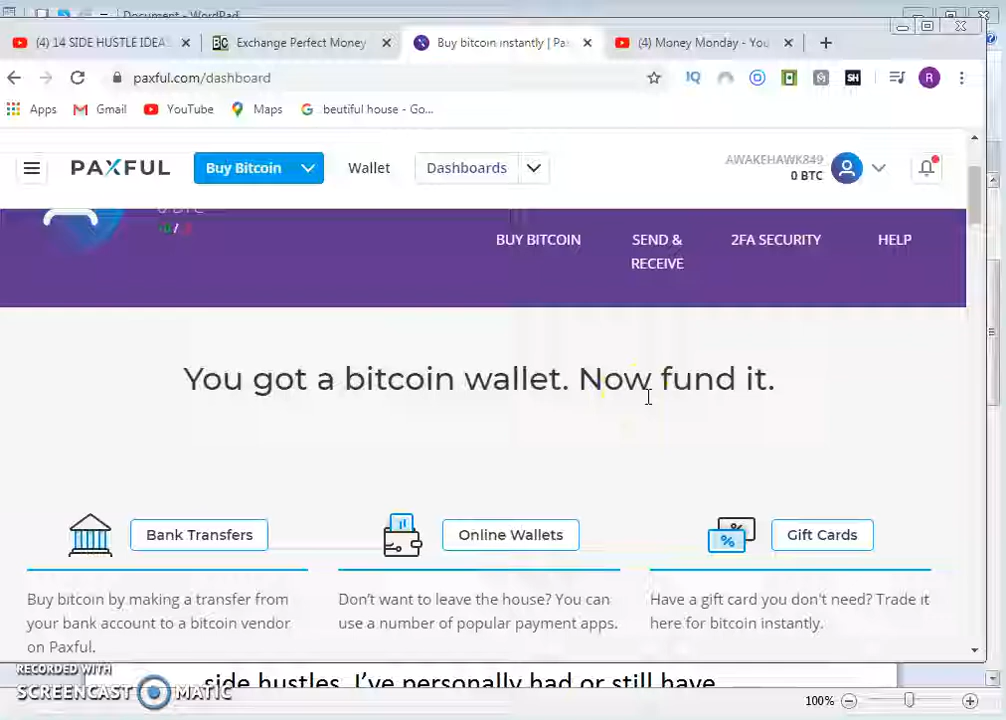 Document - WordPad
(4) 14 SIDE HUSTLE IDEA
Exchange Perfect Money
Buy bitcoin instantly | Pa
(4) Money Monday - You
paxful.com/dashboard
IQ
SH
R
Apps
Gmail
YouTube
Maps
beutiful house - Go...
PAXFUL
Buy Bitcoin
Wallet
Dashboards
AWAKEHAWK849
0 BTC
0 BTC
BUY BITCOIN
SEND &
RECEIVE
2FA SECURITY
HELP
You got a bitcoin wallet. Now fund it.
Bank Transfers
Buy bitcoin by making a transfer from
your bank account to a bitcoin vendor
on Paxful.
Online Wallets
Don't want to leave the house? You can
use a number of popular payment apps.
Gift Cards
Have a gift card you don't need? Trade it
here for bitcoin instantly.
side hustles. I've personally had or still have
RECORDED WITH
SCREENCAST MATIC
100%